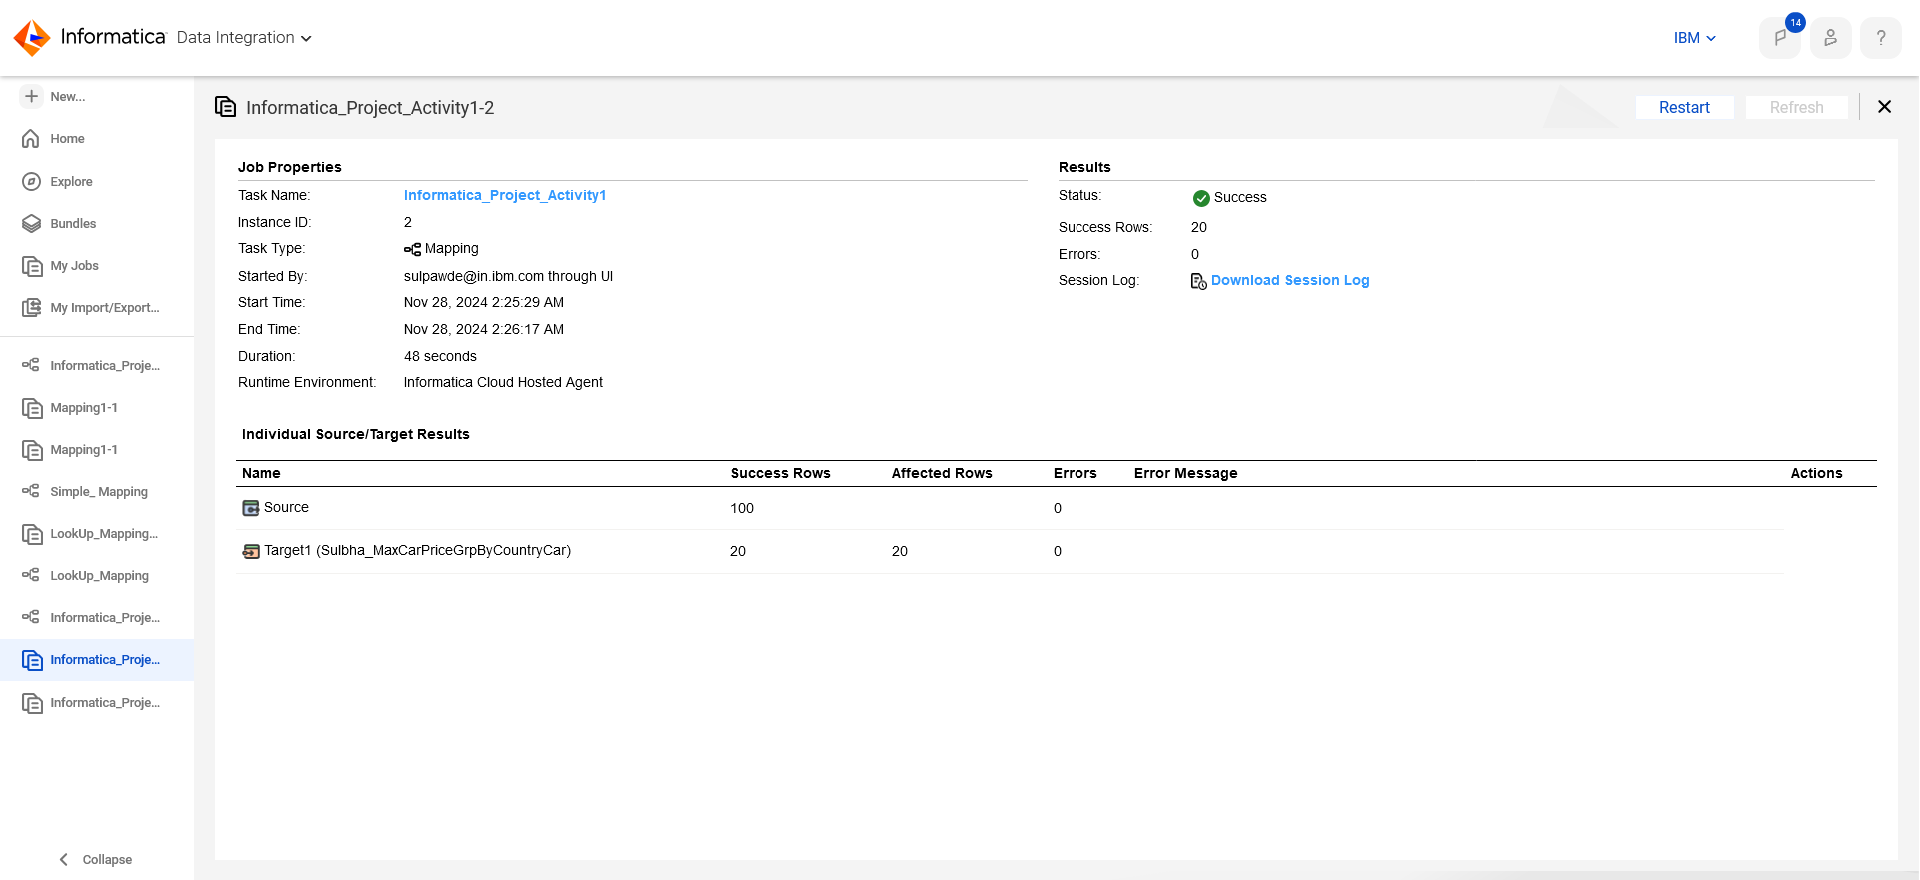 Informatica Data Integration
IBM
14
?
New...
Home
Explore
Bundles
My Jobs
My Import/Export...
Informatica_Proje...
Mapping1-1
Mapping1-1
Simple_ Mapping
LookUp_Mapping...
LookUp_Mapping
Informatica_Proje...
Informatica_Proje...
Informatica_Proje...
Collapse
Informatica_Project_Activity1-2
Restart
Refresh
Job Properties
Task Name: Informatica_Project_Activity1
Instance ID: 2
Task Type: Mapping
Started By: sulpawde@in.ibm.com through UI
Start Time: Nov 28, 2024 2:25:29 AM
End Time: Nov 28, 2024 2:26:17 AM
Duration: 48 seconds
Runtime Environment: Informatica Cloud Hosted Agent
Results
Status: Success
Success Rows: 20
Errors: 0
Session Log: Download Session Log
Individual Source/Target Results
Name Success Rows Affected Rows Errors Error Message Actions
Source 100 0
Target1 (Sulbha_MaxCarPriceGrpByCountryCar) 20 20 0